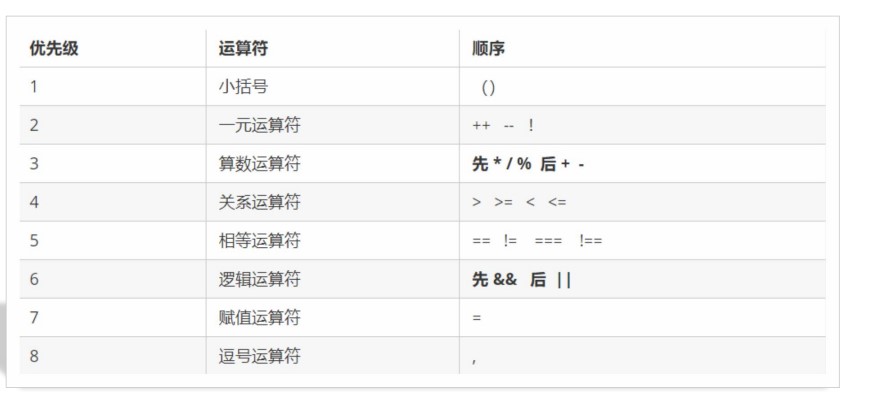 优先级 运算符 顺序
1 小括号 ()
2 一元运算符 ++ -- !
3 算数运算符 先 * / % 后 + -
4 关系运算符 > >= < <=
5 相等运算符 == != === !==
6 逻辑运算符 先 && 后 ||
7 赋值运算符 =
8 逗号运算符 ,